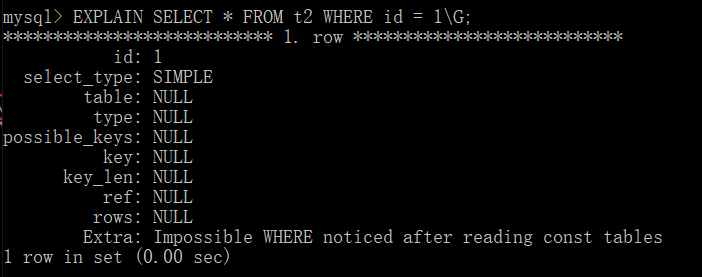 mysql> EXPLAIN SELECT * FROM t2 WHERE id = 1\G;
*************************** 1. row ***************************
id: 1
select_type: SIMPLE
table: NULL
type: NULL
possible_keys: NULL
key: NULL
key_len: NULL
ref: NULL
rows: NULL
Extra: Impossible WHERE noticed after reading const tables
1 row in set (0.00 sec)